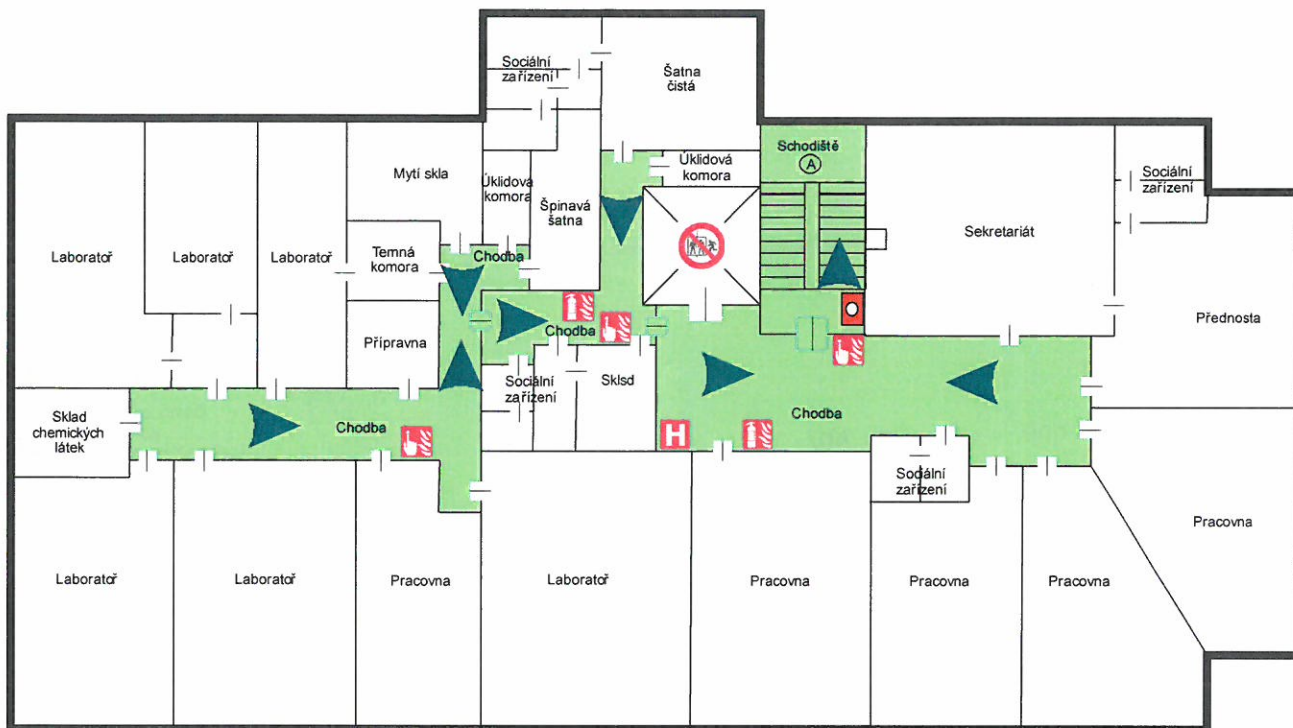 Sociální
zařízení
Šatna
čistá
Schodiště
A
Úklidová
komora
Sociální
zařízení
Mytí skla
Úklidová
komora
Špinavá
šatna
Sekretariát
Laboratoř
Laboratoř
Laboratoř
Temná
komora
Chodba
Přednosta
Chodba
Přípravna
Sociální
zařízení
Sklsd
Chodba
Sklad
chemických
látek
Chodba
H
Sociální
zařízení
Pracovna
Laboratoř
Laboratoř
Pracovna
Laboratoř
Pracovna
Pracovna
Pracovna